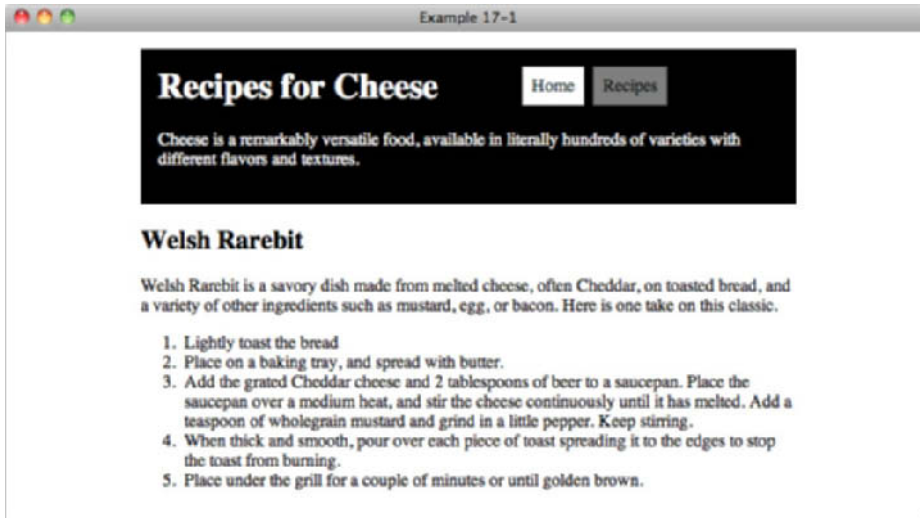 Example 17-1
Recipes for Cheese
Home Recipes
Cheese is a remarkably versatile food, available in literally hundreds of varieties with
different flavors and textures.
Welsh Rarebit
Welsh Rarebit is a savory dish made from melted cheese, often Cheddar, on toasted bread, and
a variety of other ingredients such as mustard, egg, or bacon. Here is one take on this classic.
1. Lightly toast the bread
2. Place on a baking tray, and spread with butter.
3. Add the grated Cheddar cheese and 2 tablespoons of beer to a saucepan. Place the
saucepan over a medium heat, and stir the cheese continuously until it has melted. Add a
teaspoon of wholegrain mustard and grind in a little pepper. Keep stirring.
4. When thick and smooth, pour over each piece of toast spreading it to the edges to stop
the toast from burning.
5. Place under the grill for a couple of minutes or until golden brown.